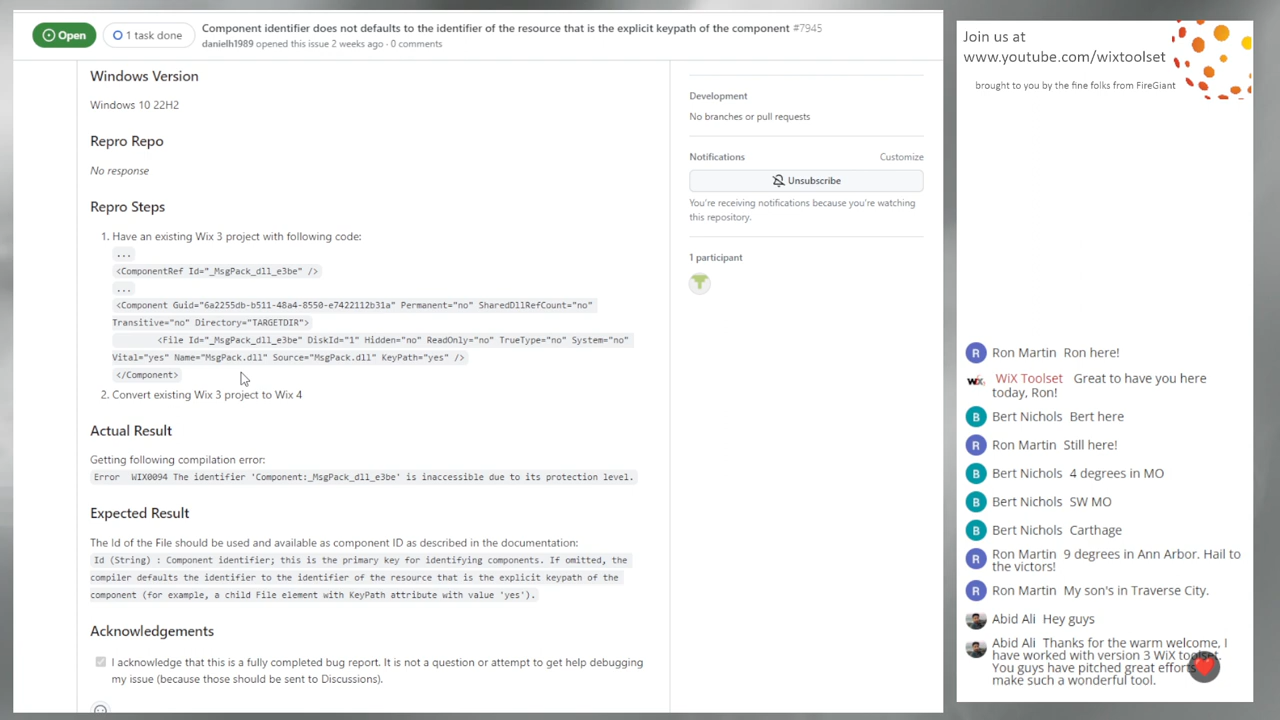 Open
1 task done
Component identifier does not defaults to the identifier of the resource that is the explicit keypath of the component #7945
danielh1989 opened this issue 2 weeks ago · 0 comments
Windows Version
Windows 10 22H2
Repro Repo
No response
Repro Steps
1. Have an existing Wix 3 project with following code:
...
<ComponentRef Id="_MsgPack_dll_e3be" />
...
<Component Guid="6a2255db-b511-48a4-8550-e7422112b31a" Permanent="no" SharedDllRefCount="no"
Transitive="no" Directory="TARGETDIR">
<File Id="_MsgPack_dll_e3be" DiskId="1" Hidden="no" ReadOnly="no" TrueType="no" System="no"
Vital="yes" Name="MsgPack.dll" Source="MsgPack.dll" KeyPath="yes" />
</Component>
2. Convert existing Wix 3 project to Wix 4
Actual Result
Getting following compilation error:
Error WIX0094 The identifier 'Component:_MsgPack_dll_e3be' is inaccessible due to its protection level.
Expected Result
The Id of the File should be used and available as component ID as described in the documentation:
Id (String) : Component identifier; this is the primary key for identifying components. If omitted, the
compiler defaults the identifier to the identifier of the resource that is the explicit keypath of the
component (for example, a child File element with KeyPath attribute with value 'yes').
Acknowledgements
I acknowledge that this is a fully completed bug report. It is not a question or attempt to get help debugging
my issue (because those should be sent to Discussions).
Development
No branches or pull requests
Notifications
Customize
Unsubscribe
You're receiving notifications because you're watching
this repository.
1 participant
Join us at
www.youtube.com/wixtoolset
brought to you by the fine folks from FireGiant
R Ron Martin Ron here!
WX WiX Toolset Great to have you here
today, Ron!
B Bert Nichols Bert here
R Ron Martin Still here!
B Bert Nichols 4 degrees in MO
B Bert Nichols SW MO
B Bert Nichols Carthage
R Ron Martin 9 degrees in Ann Arbor. Hail to
the victors!
R Ron Martin My son's in Traverse City.
Abid Ali Hey guys
Abid Ali Thanks for the warm welcome, I
have worked with version 3 WiX toolset.
You guys have pitched great efforts
make such a wonderful tool.